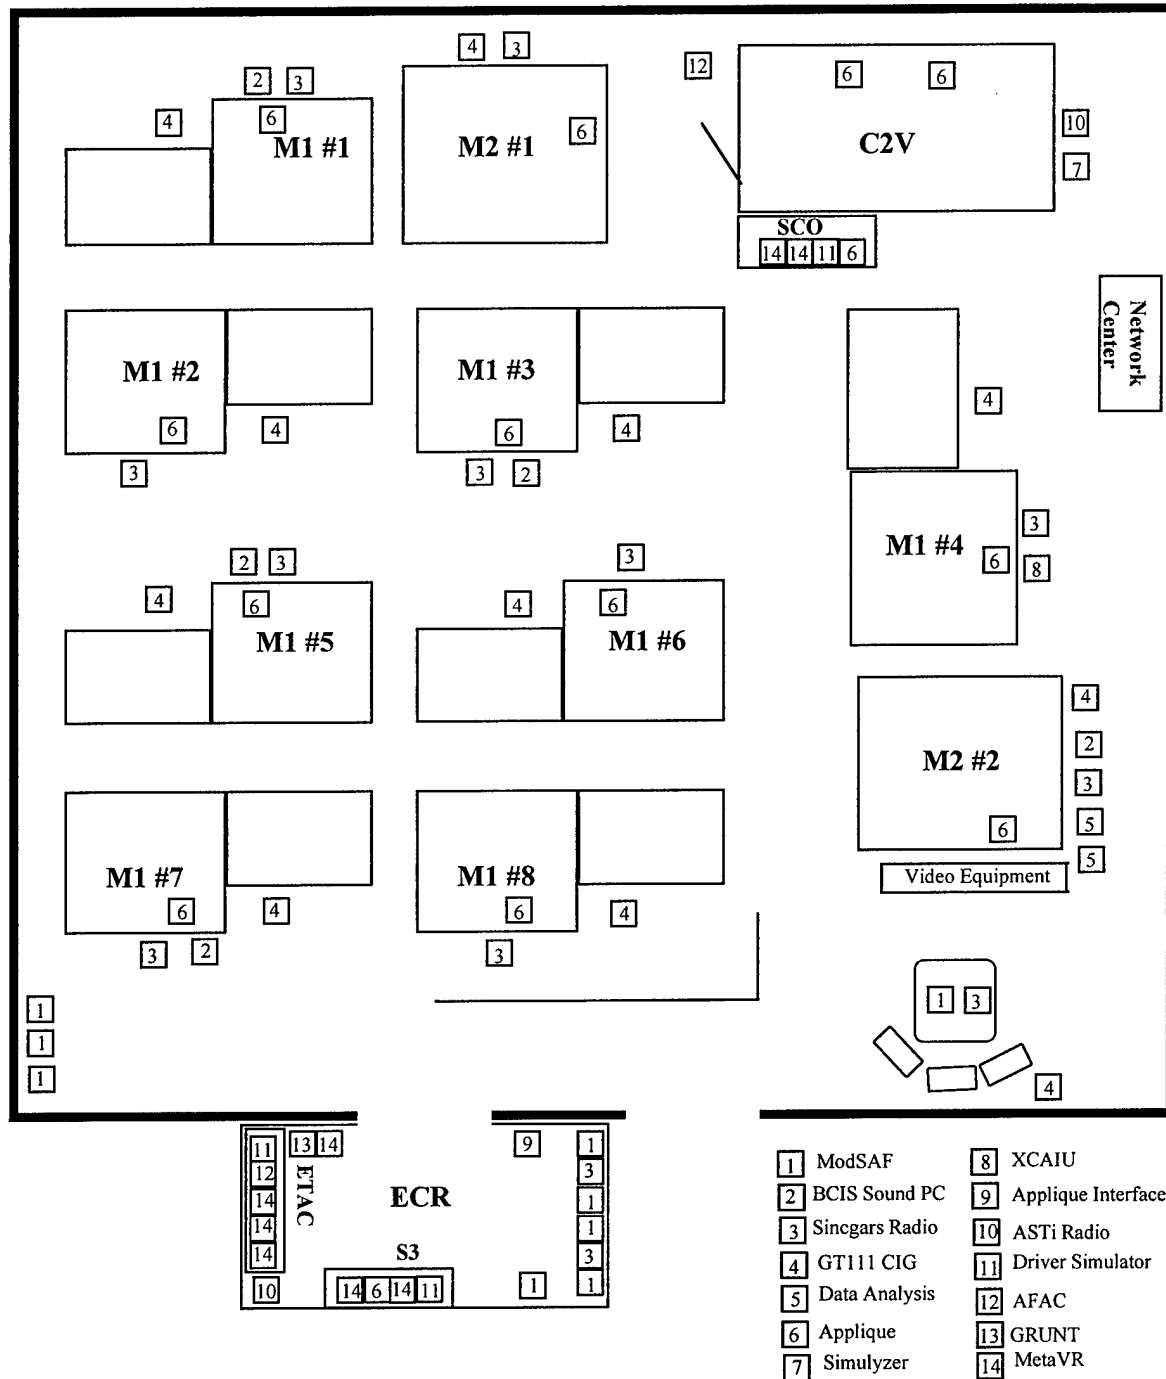 4 3
12
6 6
2 3
4
6
M1 #1
M2 #1
6
C2V
10
7
SCO
14 14 11 6
Network
Center
M1 #2
6
4
3
M1 #3
6
4
3 2
4
M1 #4
3
6
8
2 3
4
6
M1 #5
3
4
6
M1 #6
M2 #2
4
2
3
6
5
5
Video Equipment
M1 #7
6
4
3 2
M1 #8
6
4
3
1
1
1
1 3
4
11
12
14
14
14
13 14
ETAC
10
ECR
S3
14 6 14 11
9
1
1
3
1
1
3
1
1 ModSAF
2 BCIS Sound PC
3 Sincgars Radio
4 GT111 CIG
5 Data Analysis
6 Applique
7 Simulyzer
8 XCAIU
9 Applique Interface
10 ASTi Radio
11 Driver Simulator
12 AFAC
13 GRUNT
14 MetaVR